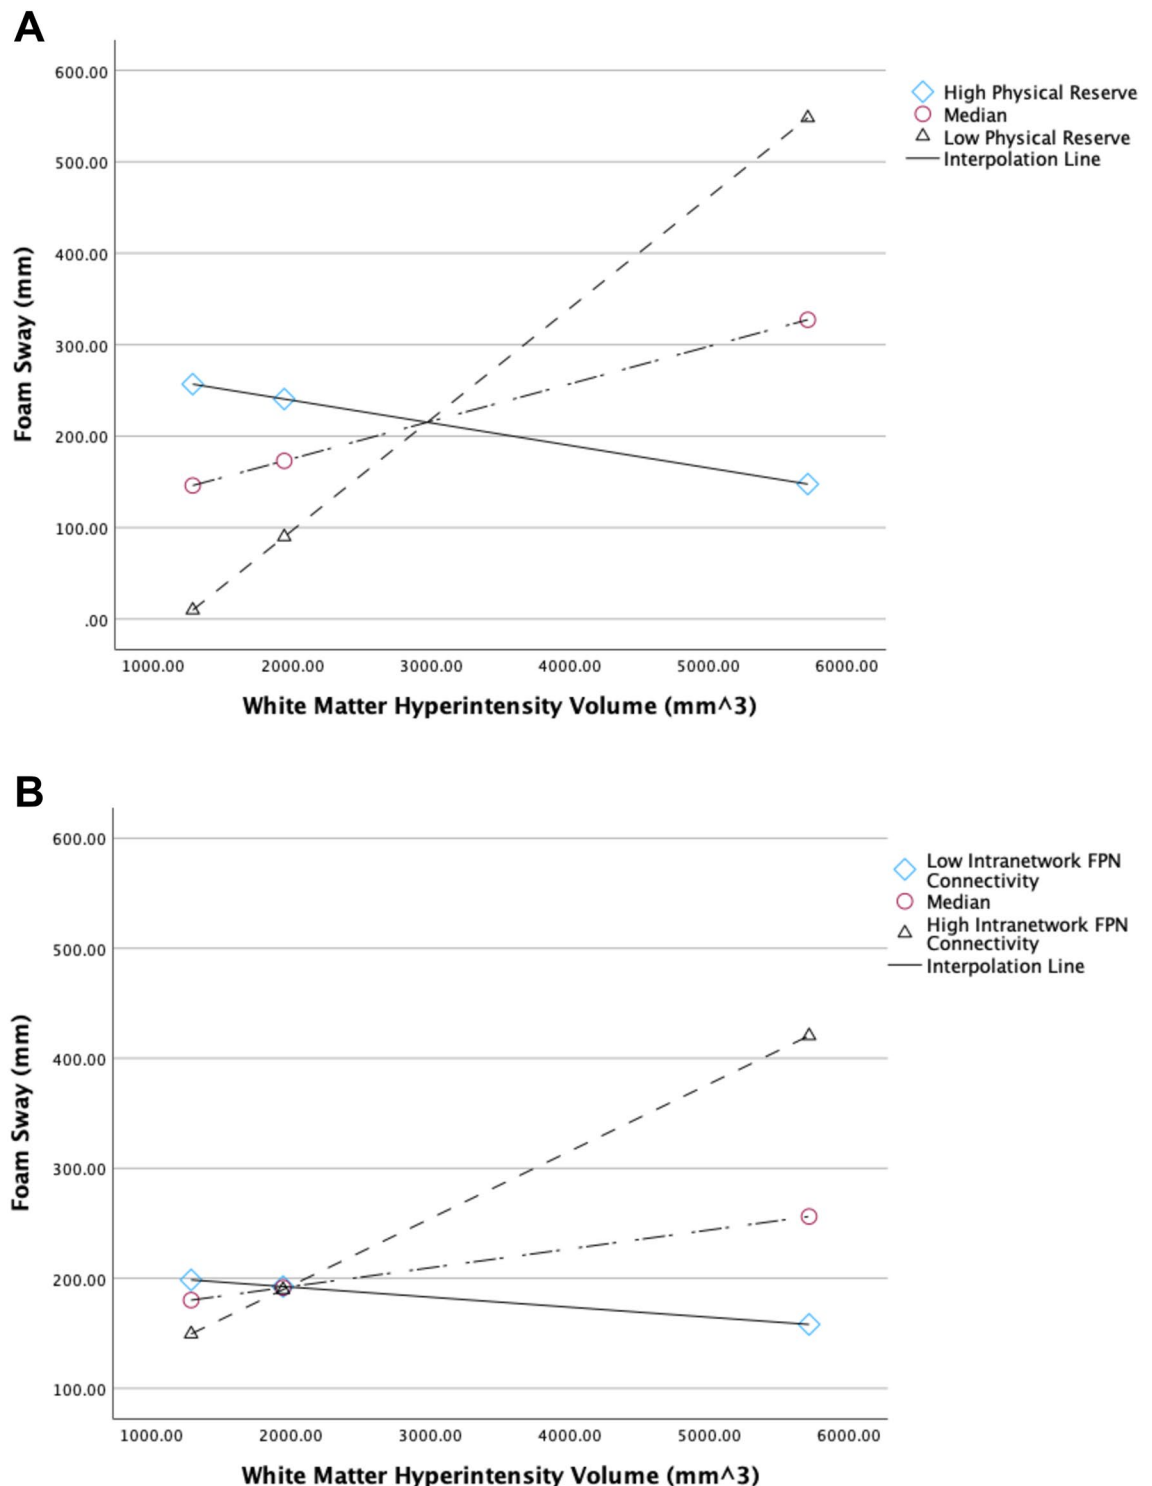 A
600.00
500.00
400.00
300.00
200.00
100.00
.00
Foam Sway (mm)
1000.00 2000.00 3000.00 4000.00 5000.00 6000.00
White Matter Hyperintensity Volume (mm^3)
High Physical Reserve
Median
Low Physical Reserve
Interpolation Line
B
600.00
500.00
400.00
300.00
200.00
100.00
Foam Sway (mm)
1000.00 2000.00 3000.00 4000.00 5000.00 6000.00
White Matter Hyperintensity Volume (mm^3)
Low Intranetwork FPN
Connectivity
Median
High Intranetwork FPN
Connectivity
Interpolation Line